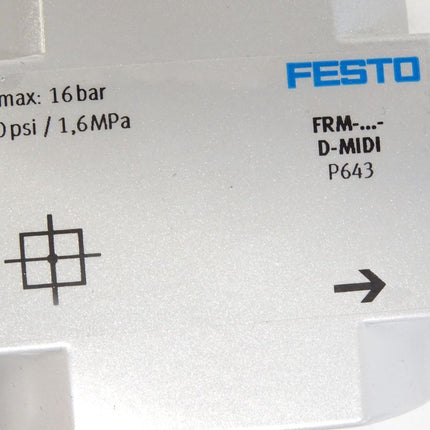 FESTO
max: 16 bar
psi / 1,6MPa
FRM-...-
D-MIDI
P643